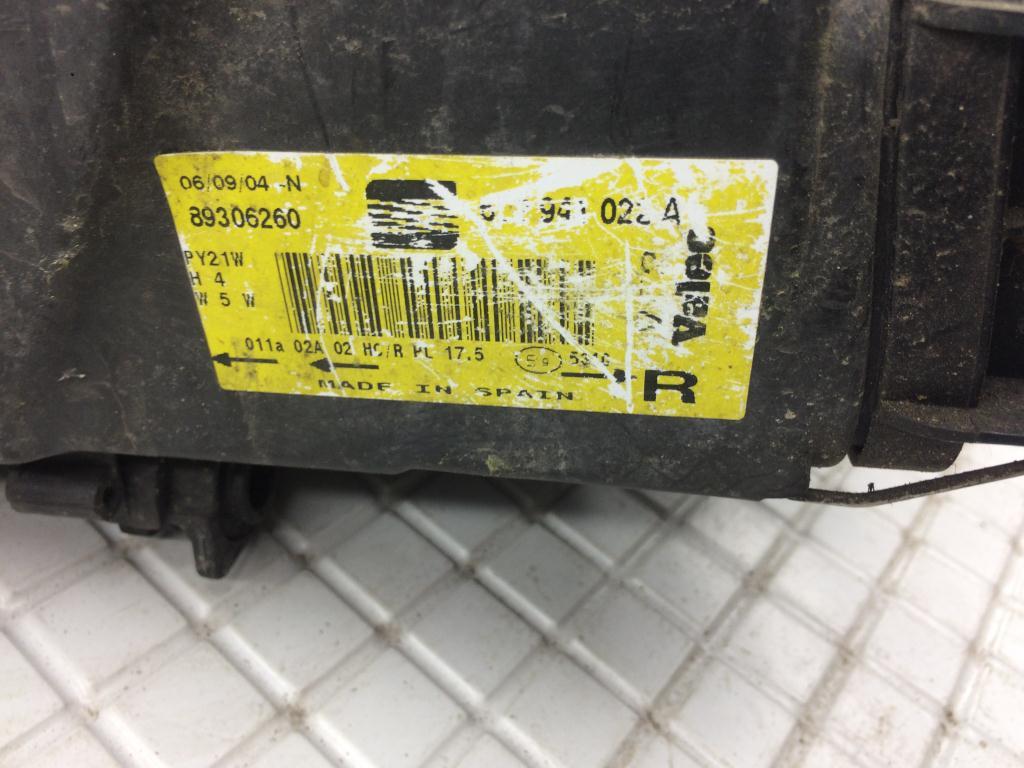 06/09/04 -N
89306260
A
PY21W
H 4
W 5 W
Valeo
011a 02A 02 HC/R PL 17.5
MADE IN SPAIN
R